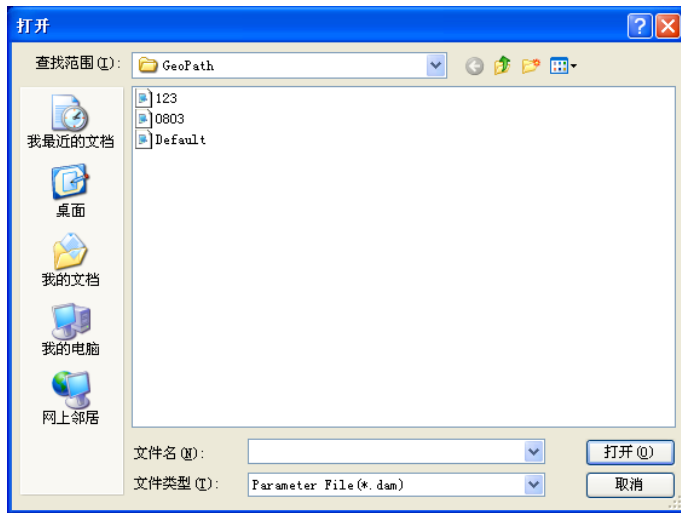 打开
查找范围(I):
GeoPath
123
0803
Default
我最近的文档
桌面
我的文档
我的电脑
网上邻居
文件名(N):
打开(O)
文件类型(T):
Parameter File(*.dam)
取消